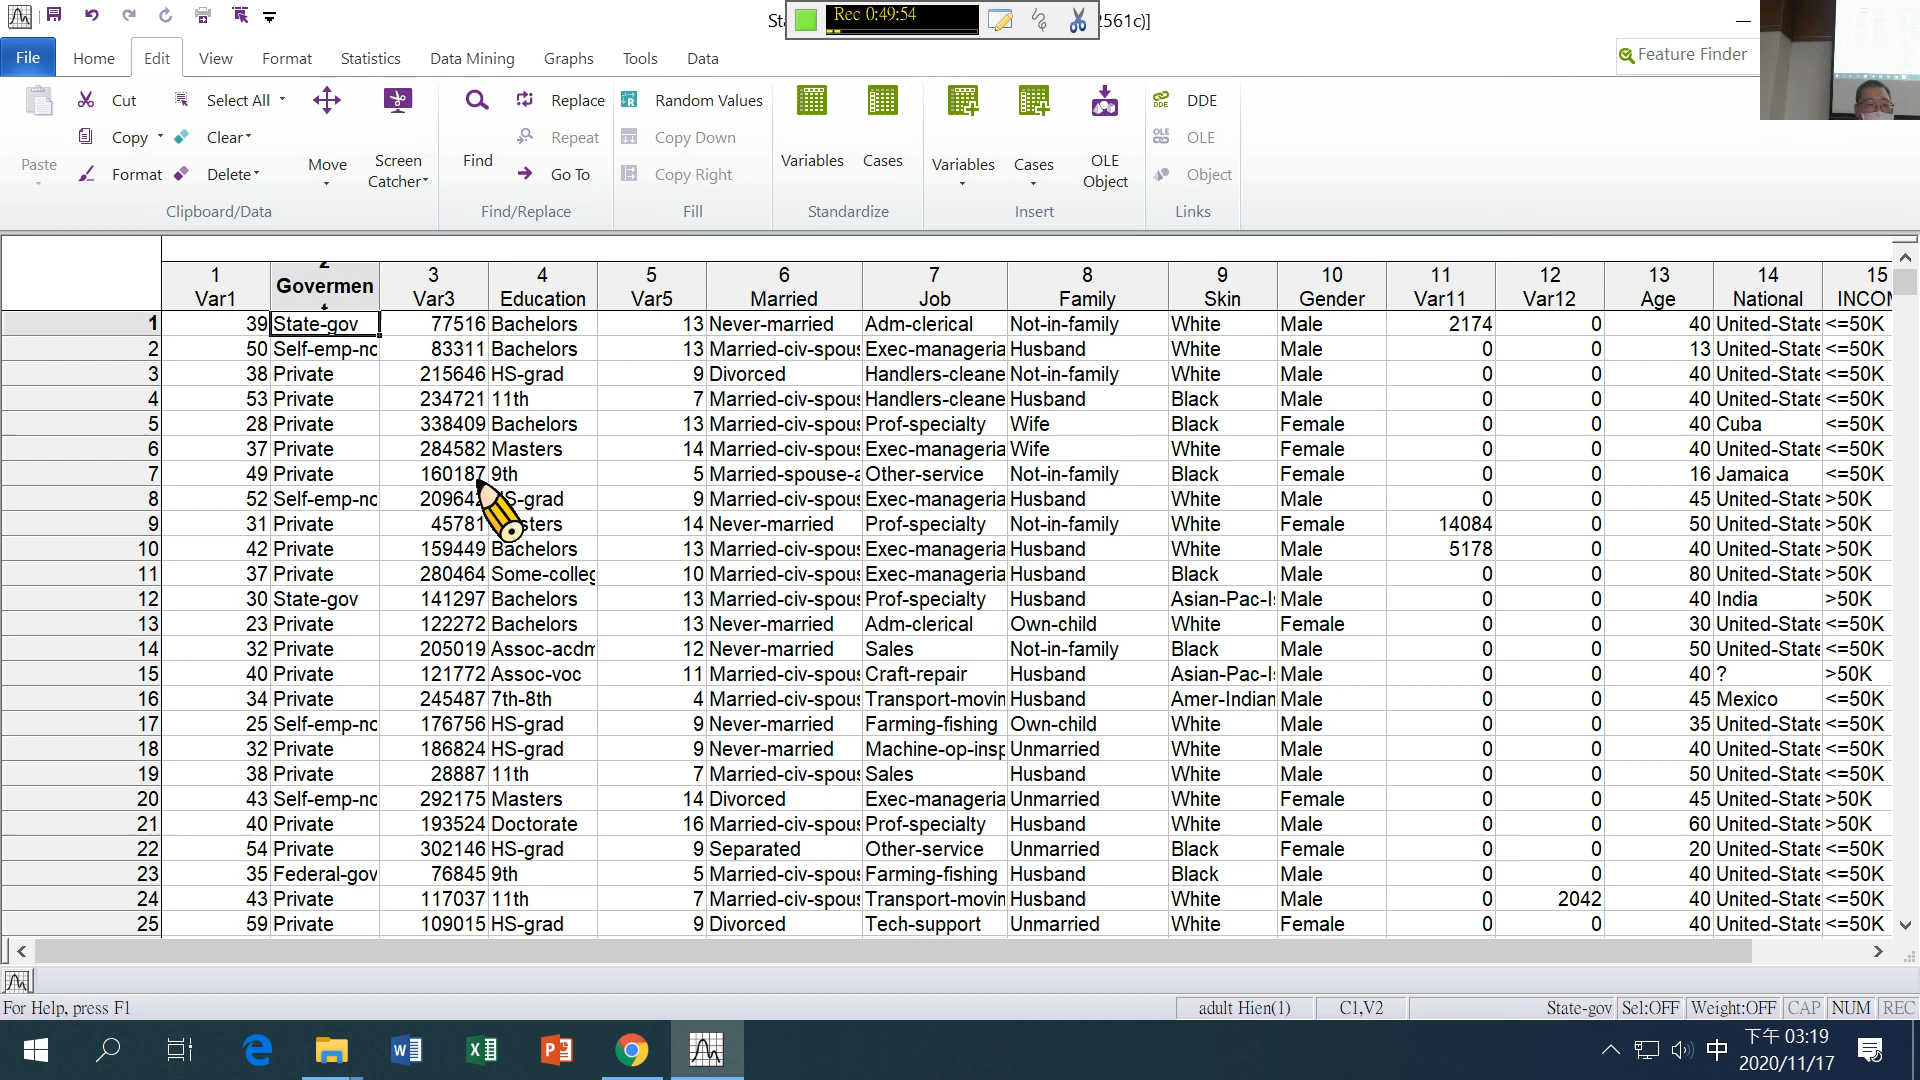 Rec 0:49:54
2561c)]
File Home Edit View Format Statistics Data Mining Graphs Tools Data Feature Finder
Cut Select All Replace Random Values DDE
Copy Clear Repeat Copy Down OLE
Paste Format Delete Move Screen Catcher Find Go To Copy Right Variables Cases Variables Cases OLE Object Object
Clipboard/Data Find/Replace Fill Standardize Insert Links
1 2 3 4 5 6 7 8 9 10 11 12 13 14 15
Var1 Govermen Var3 Education Var5 Married Job Family Skin Gender Var11 Var12 Age National INCO
1 39 State-gov 77516 Bachelors 13 Never-married Adm-clerical Not-in-family White Male 2174 0 40 United-State <=50K
2 50 Self-emp-no 83311 Bachelors 13 Married-civ-spous Exec-manageria Husband White Male 0 0 13 United-State <=50K
3 38 Private 215646 HS-grad 9 Divorced Handlers-cleane Not-in-family White Male 0 0 40 United-State <=50K
4 53 Private 234721 11th 7 Married-civ-spous Handlers-cleane Husband Black Male 0 0 40 United-State <=50K
5 28 Private 338409 Bachelors 13 Married-civ-spous Prof-specialty Wife Black Female 0 0 40 Cuba <=50K
6 37 Private 284582 Masters 14 Married-civ-spous Exec-manageria Wife White Female 0 0 40 United-State <=50K
7 49 Private 160187 9th 5 Married-spouse-a Other-service Not-in-family Black Female 0 0 16 Jamaica <=50K
8 52 Self-emp-no 209642 S-grad 9 Married-civ-spous Exec-manageria Husband White Male 0 0 45 United-State >50K
9 31 Private 45781 sters 14 Never-married Prof-specialty Not-in-family White Female 14084 0 50 United-State >50K
10 42 Private 159449 Bachelors 13 Married-civ-spous Exec-manageria Husband White Male 5178 0 40 United-State >50K
11 37 Private 280464 Some-colleg 10 Married-civ-spous Exec-manageria Husband Black Male 0 0 80 United-State >50K
12 30 State-gov 141297 Bachelors 13 Married-civ-spous Prof-specialty Husband Asian-Pac-I Male 0 0 40 India >50K
13 23 Private 122272 Bachelors 13 Never-married Adm-clerical Own-child White Female 0 0 30 United-State <=50K
14 32 Private 205019 Assoc-acdm 12 Never-married Sales Not-in-family Black Male 0 0 50 United-State <=50K
15 40 Private 121772 Assoc-voc 11 Married-civ-spous Craft-repair Husband Asian-Pac-I Male 0 0 40 ? >50K
16 34 Private 245487 7th-8th 4 Married-civ-spous Transport-movin Husband Amer-Indian Male 0 0 45 Mexico <=50K
17 25 Self-emp-no 176756 HS-grad 9 Never-married Farming-fishing Own-child White Male 0 0 35 United-State <=50K
18 32 Private 186824 HS-grad 9 Never-married Machine-op-insp Unmarried White Male 0 0 40 United-State <=50K
19 38 Private 28887 11th 7 Married-civ-spous Sales Husband White Male 0 0 50 United-State <=50K
20 43 Self-emp-no 292175 Masters 14 Divorced Exec-manageria Unmarried White Female 0 0 45 United-State >50K
21 40 Private 193524 Doctorate 16 Married-civ-spous Prof-specialty Husband White Male 0 0 60 United-State >50K
22 54 Private 302146 HS-grad 9 Separated Other-service Unmarried Black Female 0 0 20 United-State <=50K
23 35 Federal-gov 76845 9th 5 Married-civ-spous Farming-fishing Husband Black Male 0 0 40 United-State <=50K
24 43 Private 117037 11th 7 Married-civ-spous Transport-movin Husband White Male 0 2042 40 United-State <=50K
25 59 Private 109015 HS-grad 9 Divorced Tech-support Unmarried White Female 0 0 40 United-State <=50K
For Help, press F1 adult Hien(1) C1,V2 State-gov Sel:OFF Weight:OFF CAP NUM REC
中 下午 03:19
2020/11/17